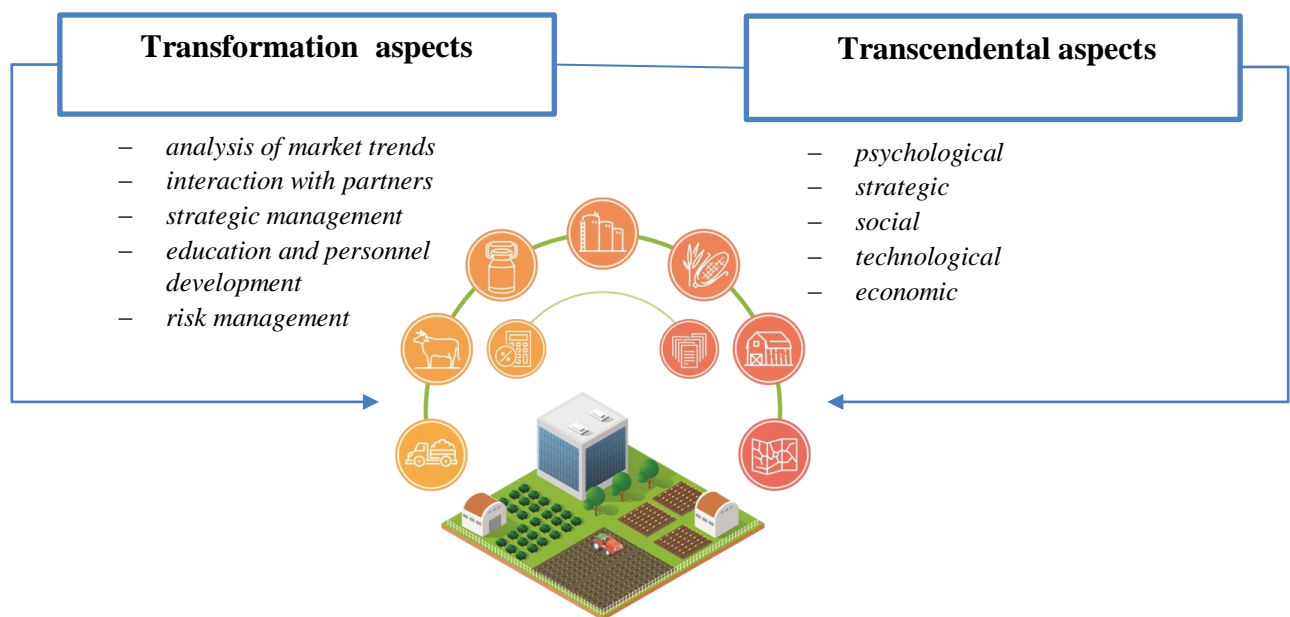 Transformation aspects
Transcendental aspects
– analysis of market trends
– interaction with partners
– strategic management
– education and personnel
development
– risk management
– psychological
– strategic
– social
– technological
– economic
%